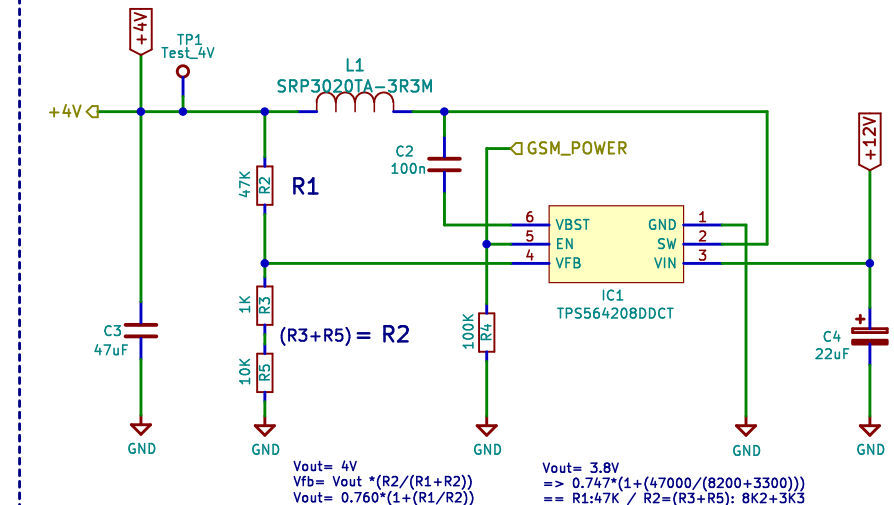 +4V
TP1
Test_4V
L1
SRP3020TA-3R3M
+4V
+12V
C2
100n
GSM_POWER
47K
R2
R1
6
VBST
GND
1
5
EN
SW
2
4
VFB
VIN
3
IC1
TPS564208DDCT
1K
R3
C3
47uF
(R3+R5) = R2
100K
R4
C4
22uF
10K
R5
GND
GND
GND
GND
GND
Vout= 4V
Vfb= Vout *(R2/(R1+R2))
Vout= 0.760*(1+(R1/R2))
Vout= 3.8V
=> 0.747*(1+(47000/(8200+3300)))
== R1:47K / R2=(R3+R5): 8K2+3K3